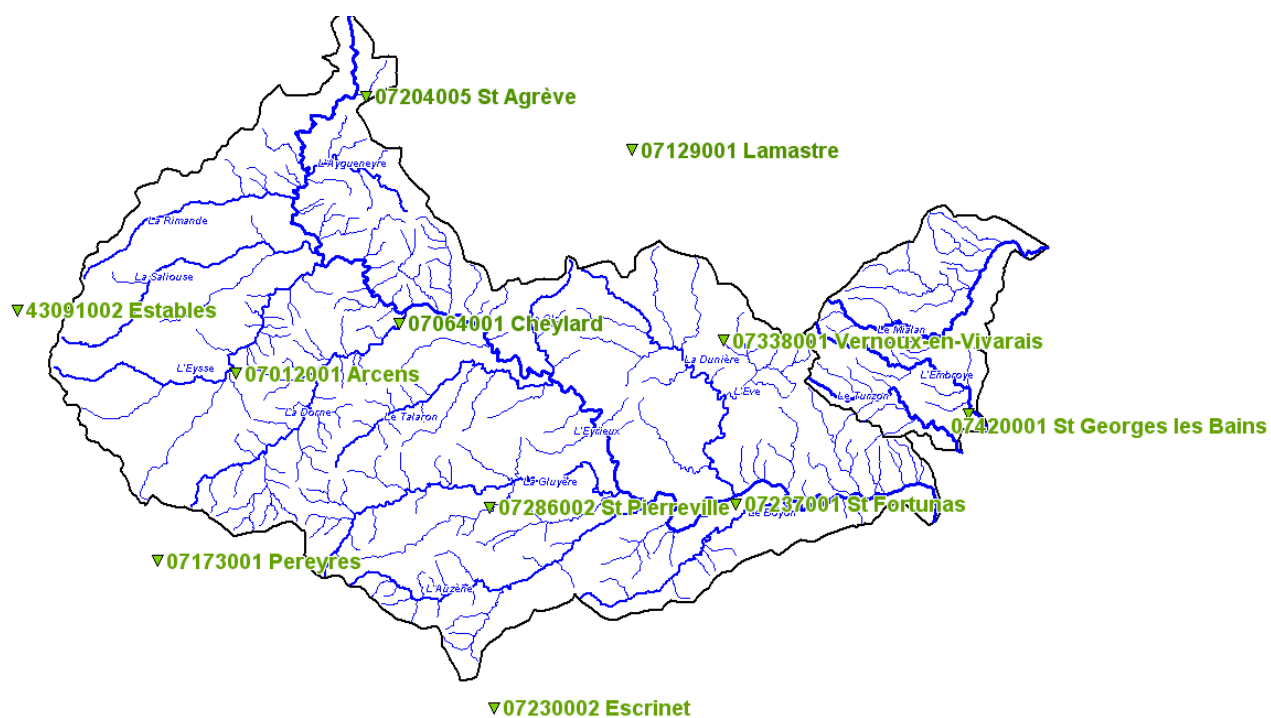 07204005 St Agrève
07129001 Lamastre
L'Aygueneyre
La Rimande
La Saliouse
43091002 Estables
07064001 Cheylard
Le Mialan
07338001 Vernoux-en-Vivarais
La Dunière
L'Eysse
07012001 Arcens
L'Embroye
L'Eve
Le Turzon
La Dorne
Le Talaron
07420001 St Georges les Bains
L'Eyrieux
La Gluyère
07286002 St Pierreville
07237001 St Fortunas
Le Boyon
07173001 Pereyres
L'Auzène
07230002 Escrinet